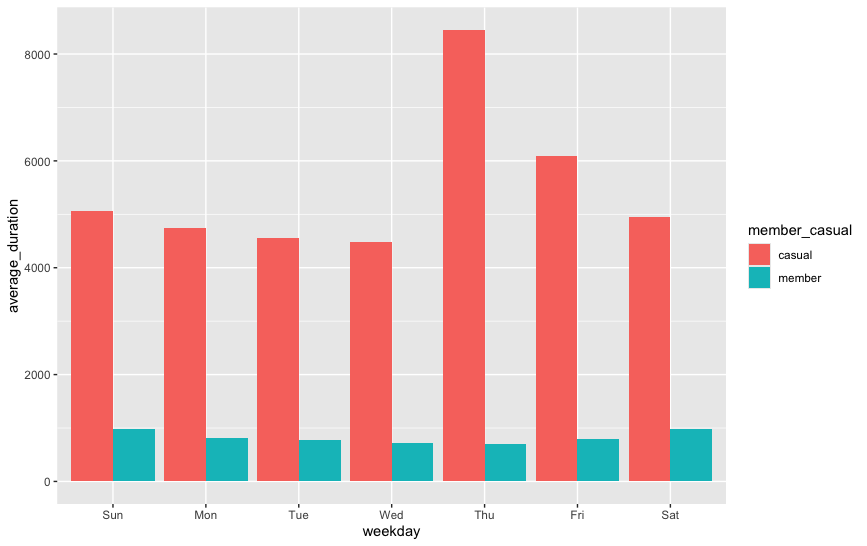 8000
6000
4000
2000
0
average_duration
Sun Mon Tue Wed Thu Fri Sat
weekday
member_casual
casual
member